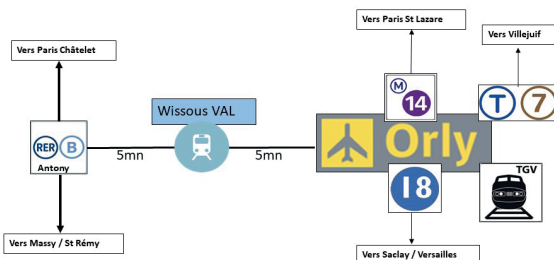 Vers Paris St Lazare
Vers Villejuif
Vers Paris Châtelet
Wissous VAL
M
14
T 7
RER B
Antony
5mn
5mn
Orly
18
TGV
Vers Massy / St Rémy
Vers Saclay / Versailles